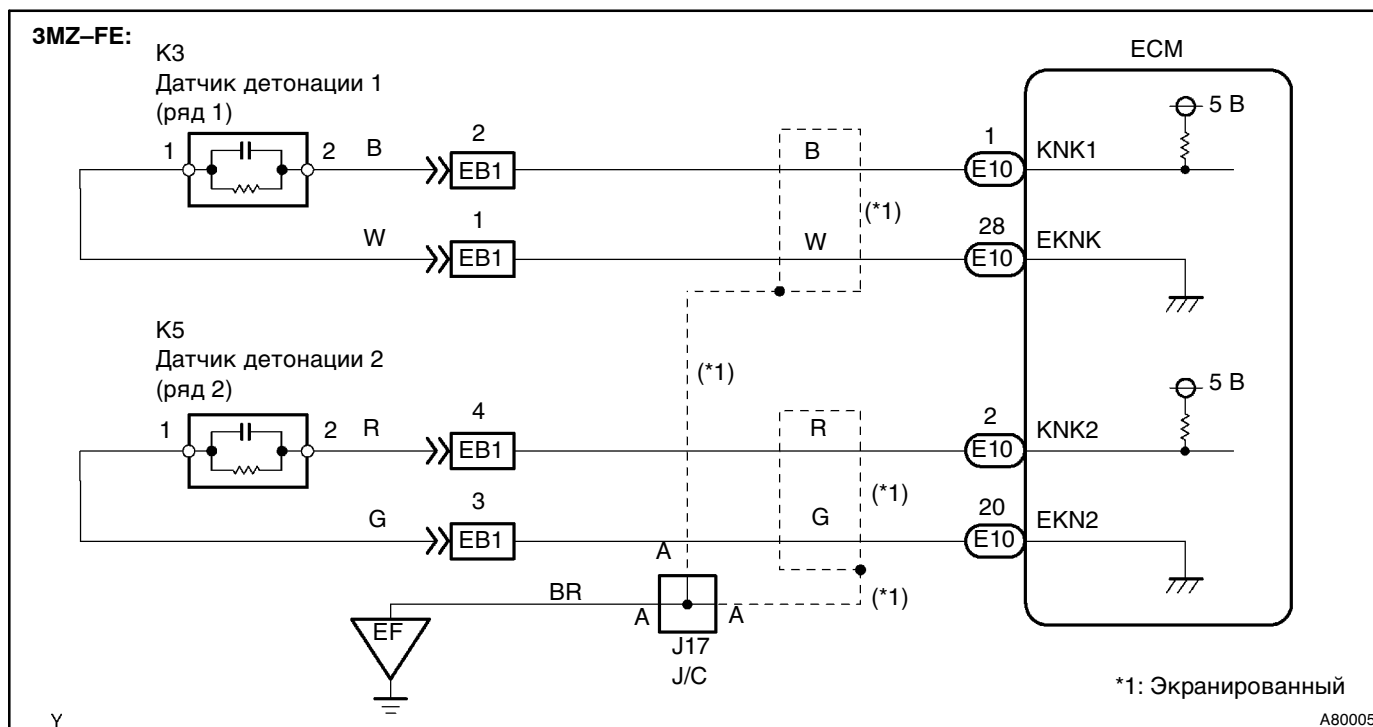 3MZ–FE:
K3
Датчик детонации 1
(ряд 1)
ECM
5 В
1
2
B
2
EB1
B
1
E10
KNK1
(*1)
W
1
EB1
W
28
E10
EKNK
K5
Датчик детонации 2
(ряд 2)
(*1)
5 В
1
2
R
4
EB1
R
2
E10
KNK2
(*1)
G
3
EB1
G
20
E10
EKN2
A
BR
A
A
(*1)
EF
J17
J/C
*1: Экранированный
Y
A80005